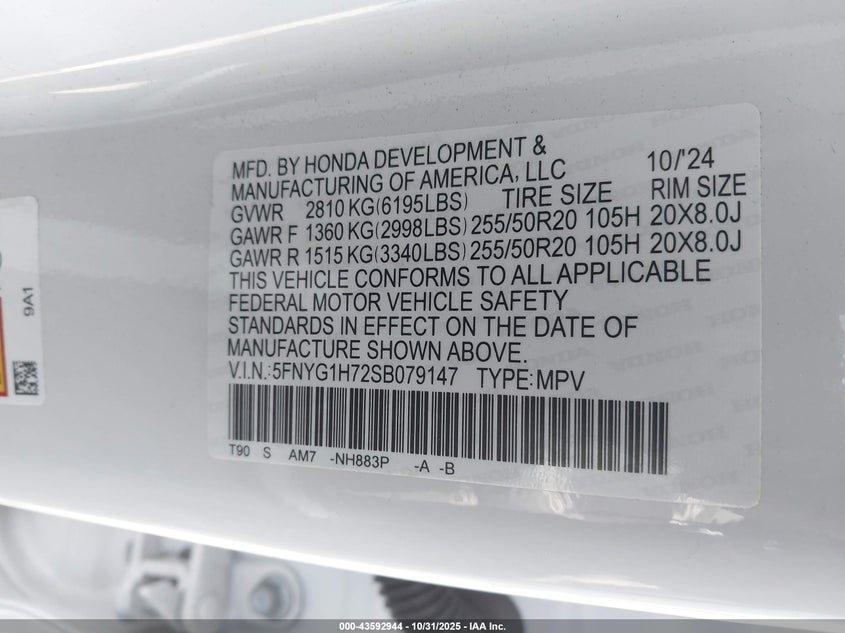 MFD. BY HONDA DEVELOPMENT &
MANUFACTURING OF AMERICA, LLC 10/'24
GVWR 2810 KG(6195LBS) TIRE SIZE RIM SIZE
GAWR F 1360 KG(2998LBS) 255/50R20 105H 20X8.0J
GAWR R 1515 KG(3340LBS) 255/50R20 105H 20X8.0J
THIS VEHICLE CONFORMS TO ALL APPLICABLE
FEDERAL MOTOR VEHICLE SAFETY
STANDARDS IN EFFECT ON THE DATE OF
MANUFACTURE SHOWN ABOVE.
V.I.N.:5FNYG1H72SB079147 TYPE:MPV
T90 S AM7 -NH883P -A -B
9A1
000-43592944 - 10/31/2025 - IAA Inc.